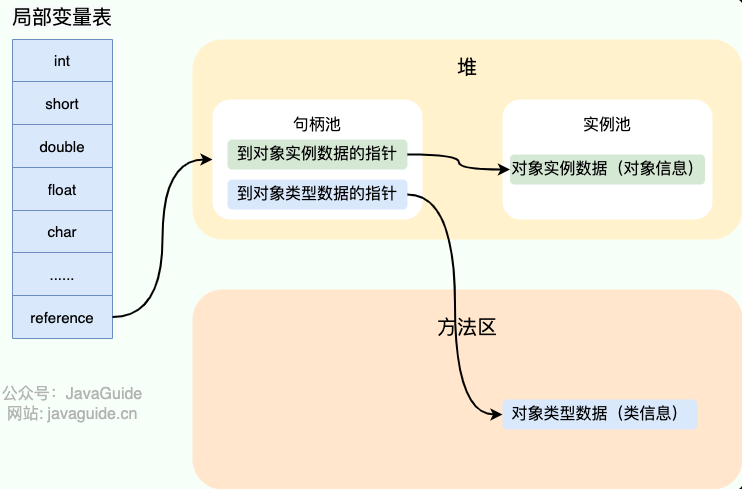 局部变量表
int
short
double
float
char
......
reference
公众号：JavaGuide
网站: javaguide.cn
堆
句柄池
到对象实例数据的指针
到对象类型数据的指针
实例池
对象实例数据（对象信息）
方法区
对象类型数据（类信息）